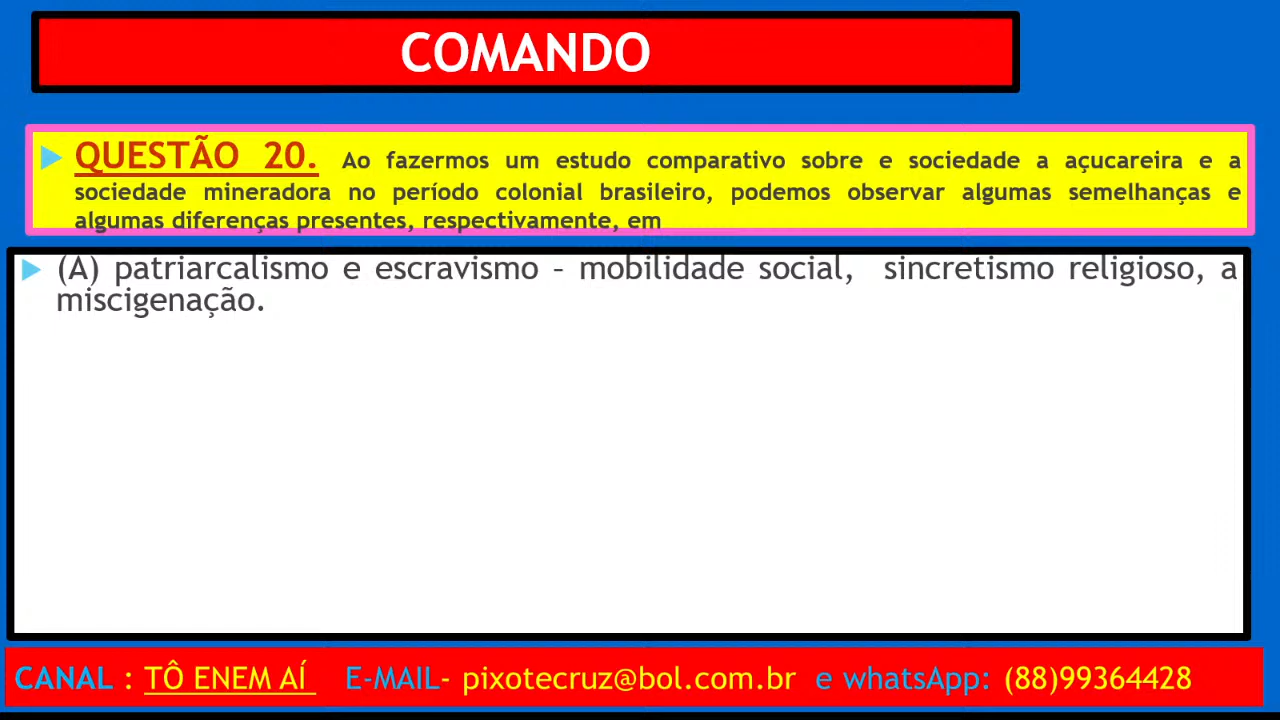 COMANDO
QUESTÃO 20. Ao fazermos um estudo comparativo sobre e sociedade a açucareira e a
sociedade mineradora no período colonial brasileiro, podemos observar algumas semelhanças e
algumas diferenças presentes, respectivamente, em
(A) patriarcalismo e escravismo – mobilidade social, sincretismo religioso, a
miscigenação.
CANAL : TÔ ENEM AÍ E-MAIL- pixotecruz@bol.com.br e whatsApp: (88)99364428